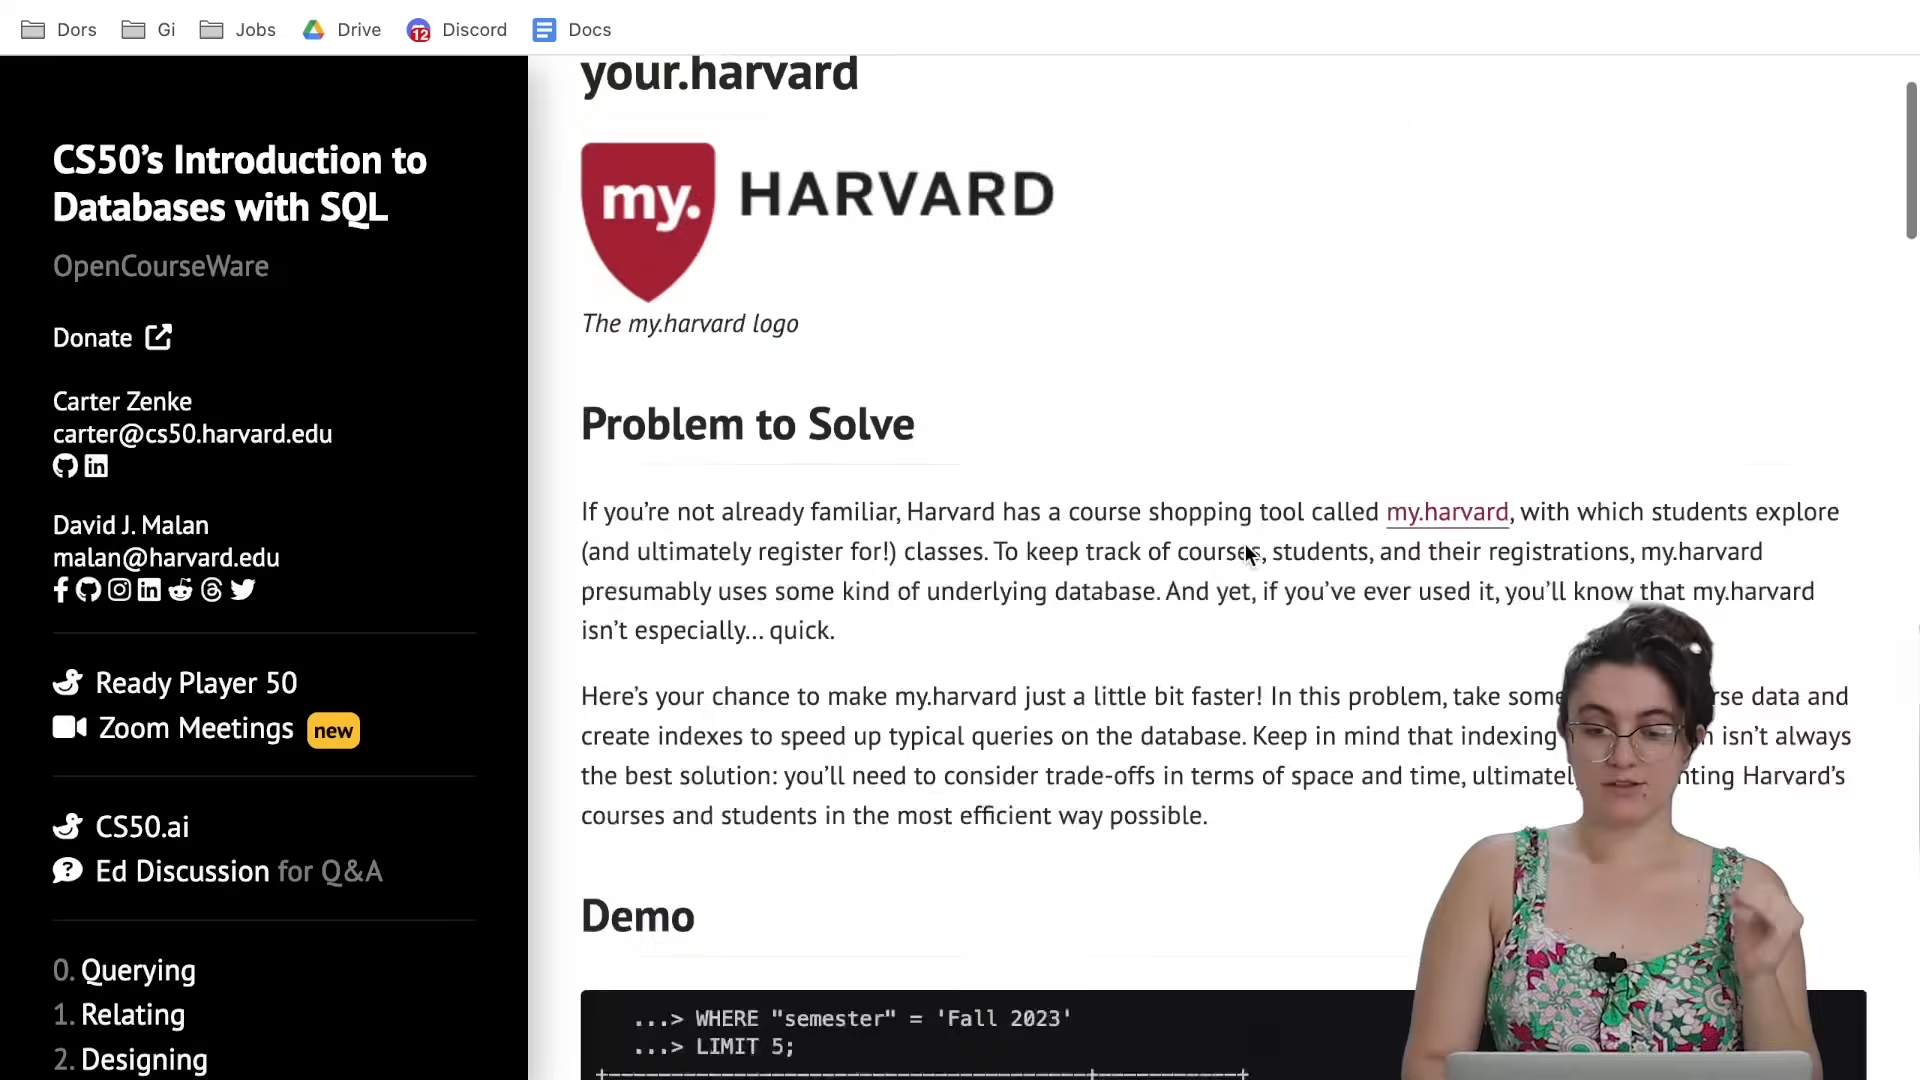 Dors Gi Jobs Drive 12 Discord Docs
CS50’s Introduction to
Databases with SQL
OpenCourseWare
Donate
Carter Zenke
carter@cs50.harvard.edu
David J. Malan
malan@harvard.edu
Ready Player 50
Zoom Meetings new
CS50.ai
Ed Discussion for Q&A
0. Querying
1. Relating
2. Designing
your.harvard
my. HARVARD
The my.harvard logo
Problem to Solve
If you’re not already familiar, Harvard has a course shopping tool called my.harvard, with which students explore
(and ultimately register for!) classes. To keep track of courses, students, and their registrations, my.harvard
presumably uses some kind of underlying database. And yet, if you’ve ever used it, you’ll know that my.harvard
isn’t especially… quick.
Here’s your chance to make my.harvard just a little bit faster! In this problem, take some data and
create indexes to speed up typical queries on the database. Keep in mind that indexing isn’t always
the best solution: you’ll need to consider trade-offs in terms of space and time, Harvard’s
courses and students in the most efficient way possible.
Demo
...> WHERE "semester" = 'Fall 2023'
...> LIMIT 5;